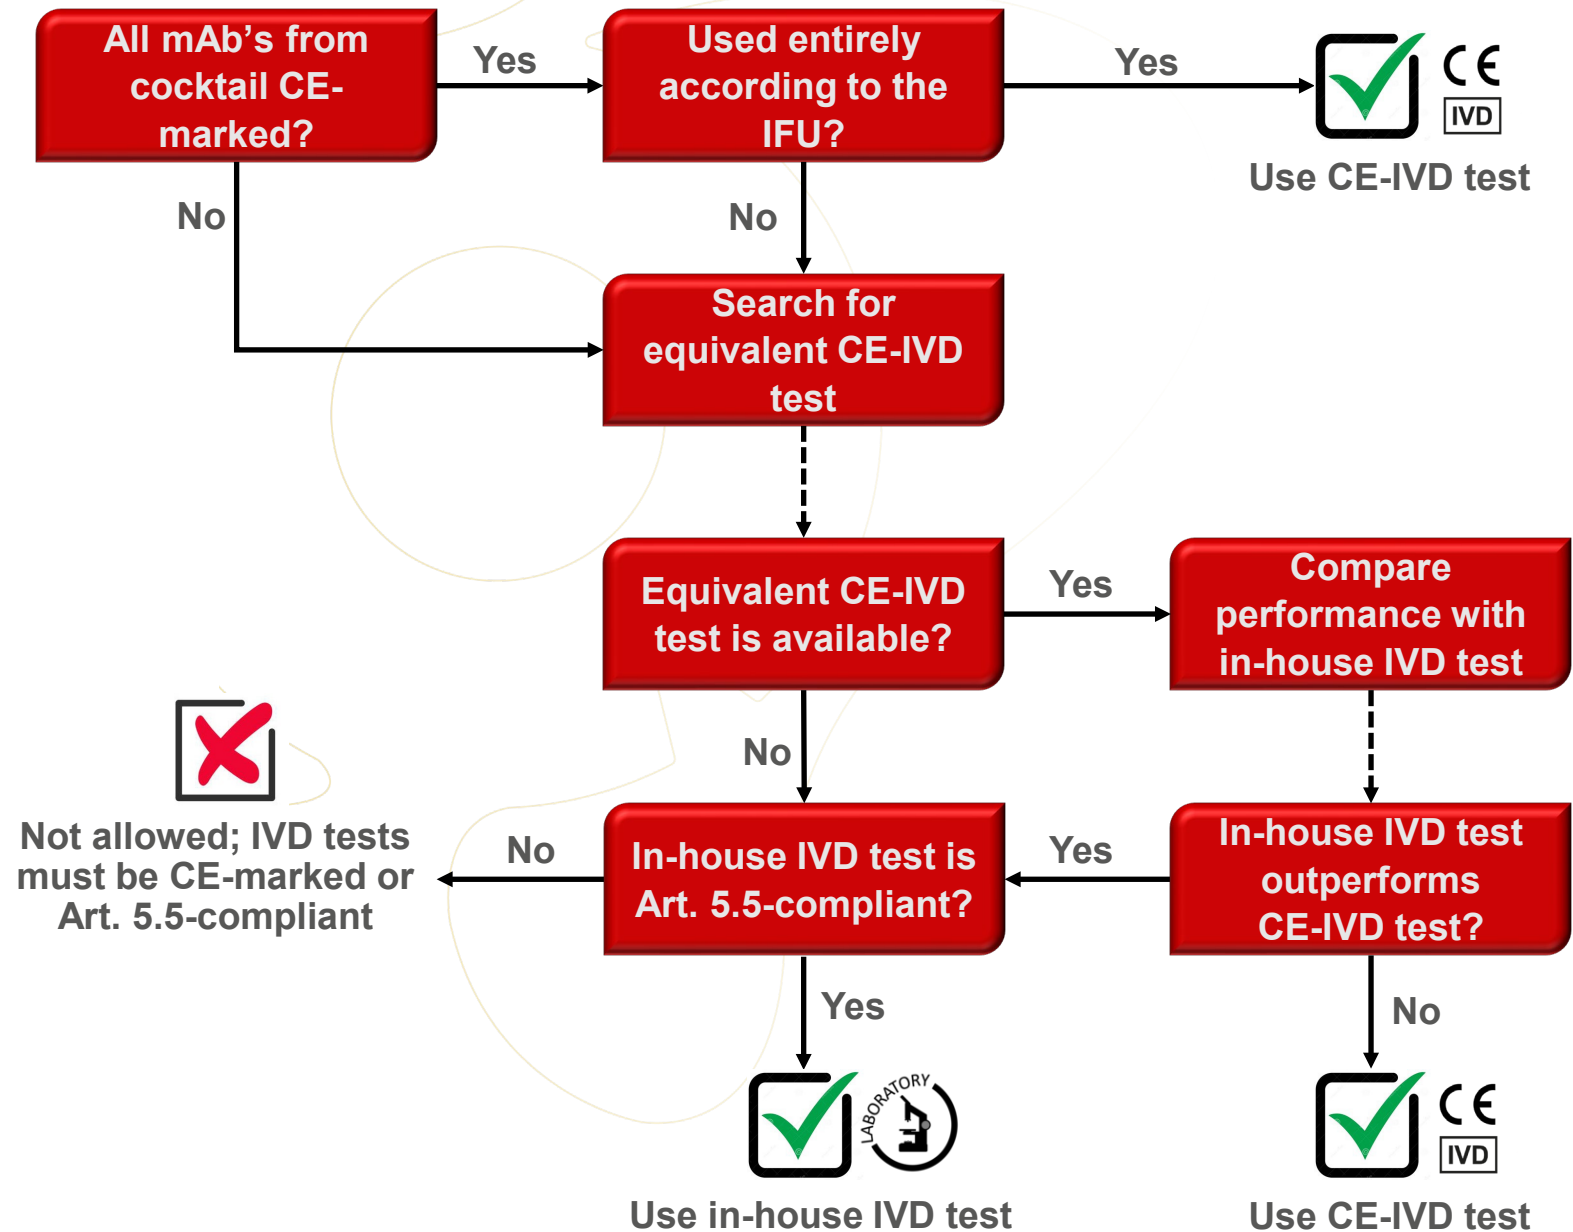 All mAb's from
cocktail CE-
marked?
Yes
Used entirely
according to the
IFU?
Yes
CE
IVD
Use CE-IVD test
No
No
Search for
equivalent CE-IVD
test
Equivalent CE-IVD
test is available?
Yes
Compare
performance with
in-house IVD test
No
Not allowed; IVD tests
must be CE-marked or
Art. 5.5-compliant
No
In-house IVD test is
Art. 5.5-compliant?
Yes
In-house IVD test
outperforms
CE-IVD test?
Yes
No
LABORATORY
Use in-house IVD test
CE
IVD
Use CE-IVD test